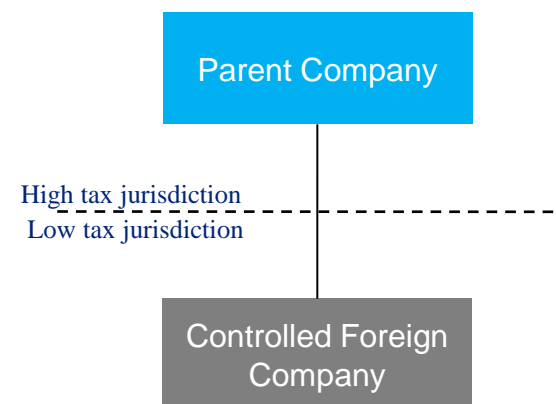 Parent Company
High tax jurisdiction
Low tax jurisdiction
Controlled Foreign
Company